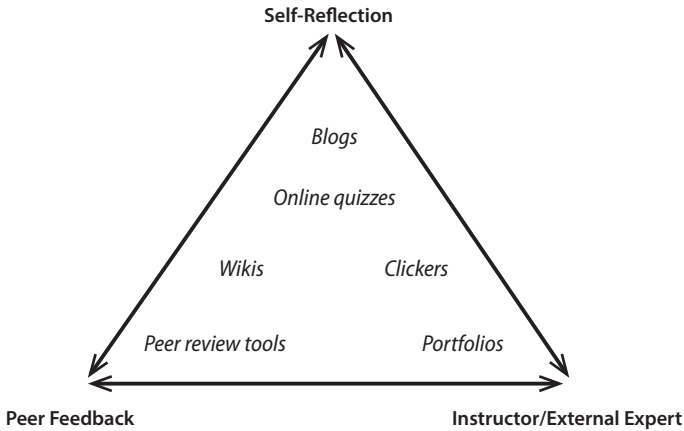 Self-Reflection
Blogs
Online quizzes
Wikis Clickers
Peer review tools Portfolios
Peer Feedback Instructor/External Expert